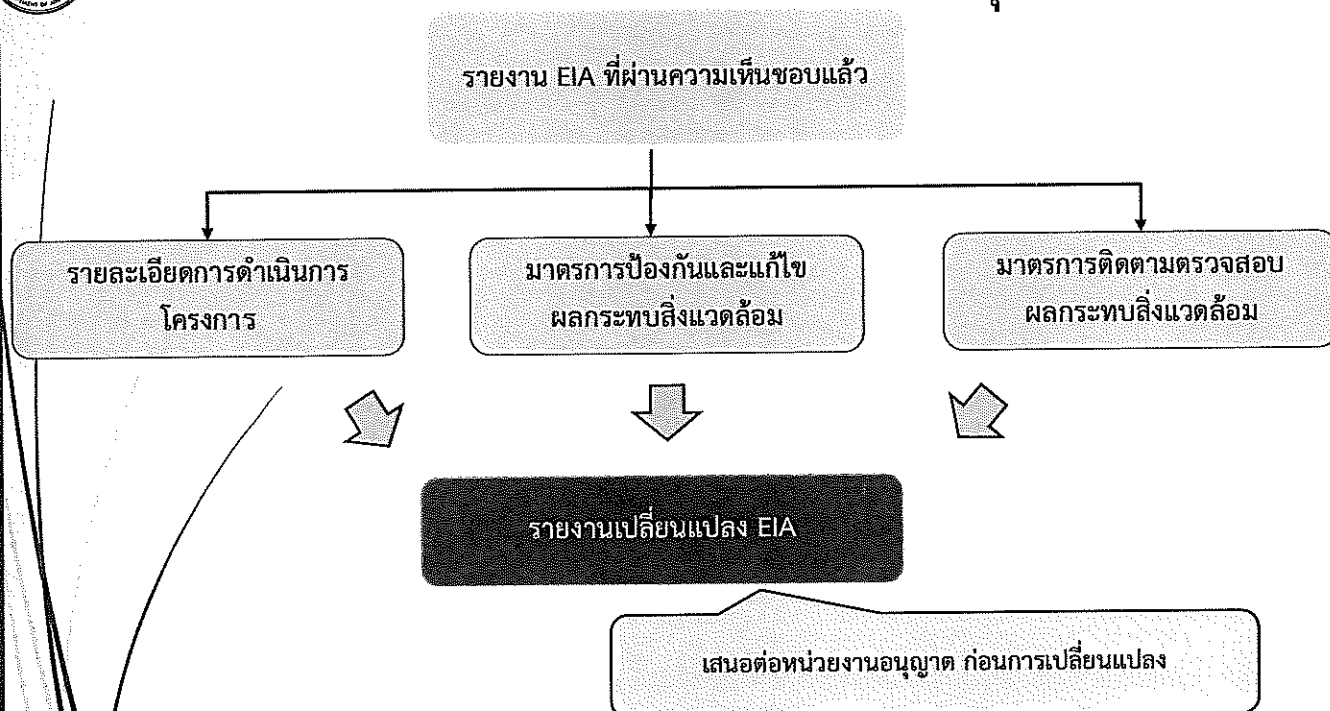 รายงาน EIA ที่ผ่านความเห็นชอบแล้ว
รายละเอียดการดำเนินการ
โครงการ
มาตรการป้องกันและแก้ไข
ผลกระทบสิ่งแวดล้อม
มาตรการติดตามตรวจสอบ
ผลกระทบสิ่งแวดล้อม
รายงานเปลี่ยนแปลง EIA
เสนอต่อหน่วยงานอนุญาต ก่อนการเปลี่ยนแปลง